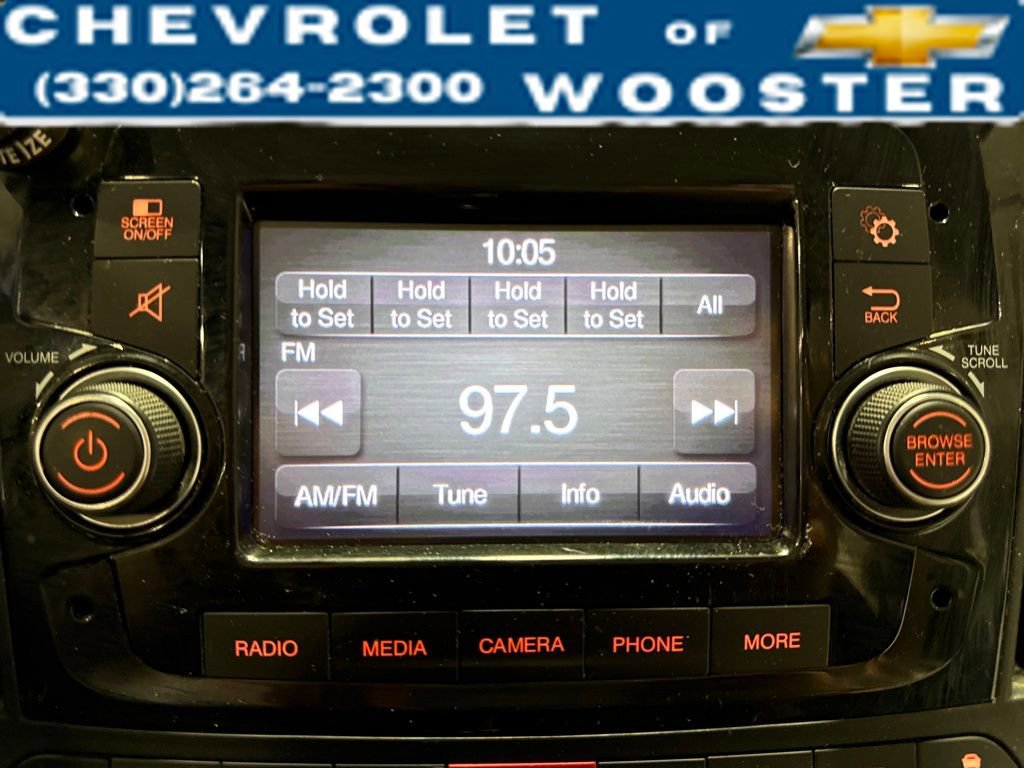 CHEVROLET OF
(330)264-2300 WOOSTER
SCREEN
ON/OFF
10:05
Hold
to Set
Hold
to Set
Hold
to Set
Hold
to Set
All
FM
97.5
AM/FM Tune Info Audio
VOLUME
BACK
TUNE
SCROLL
BROWSE
ENTER
RADIO MEDIA CAMERA PHONE MORE